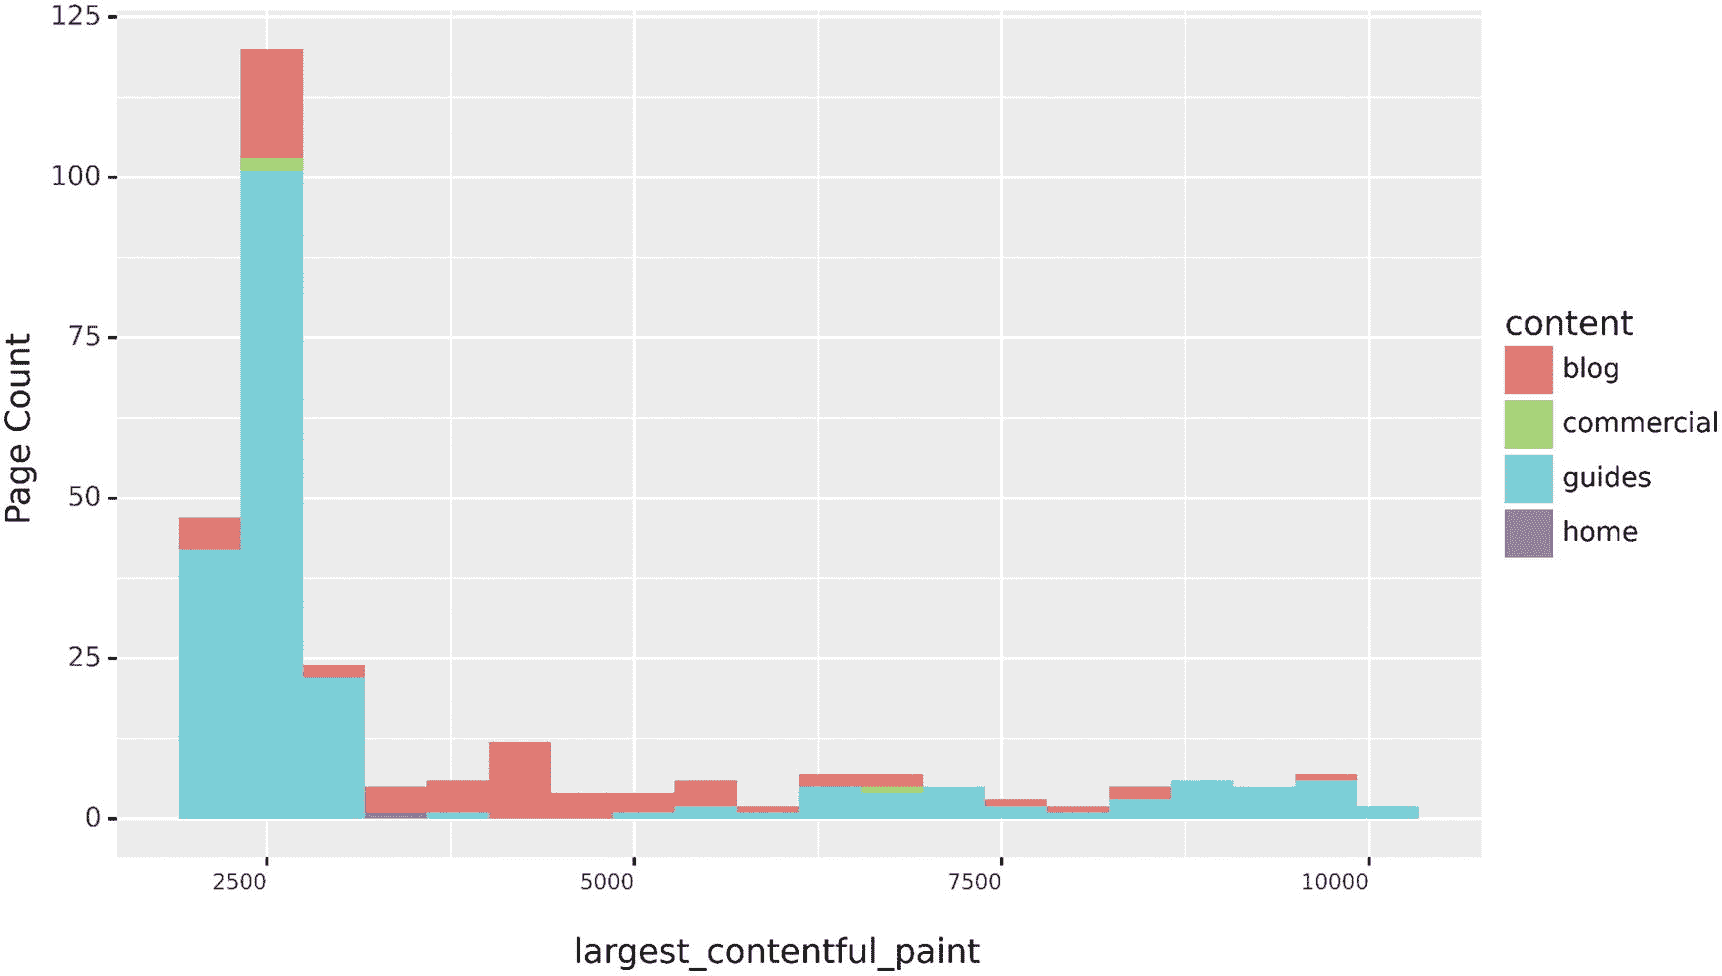 125
100
75
50
25
0
Page Count
2500 5000 7500 10000
largest_contentful_paint
content
blog
commercial
guides
home